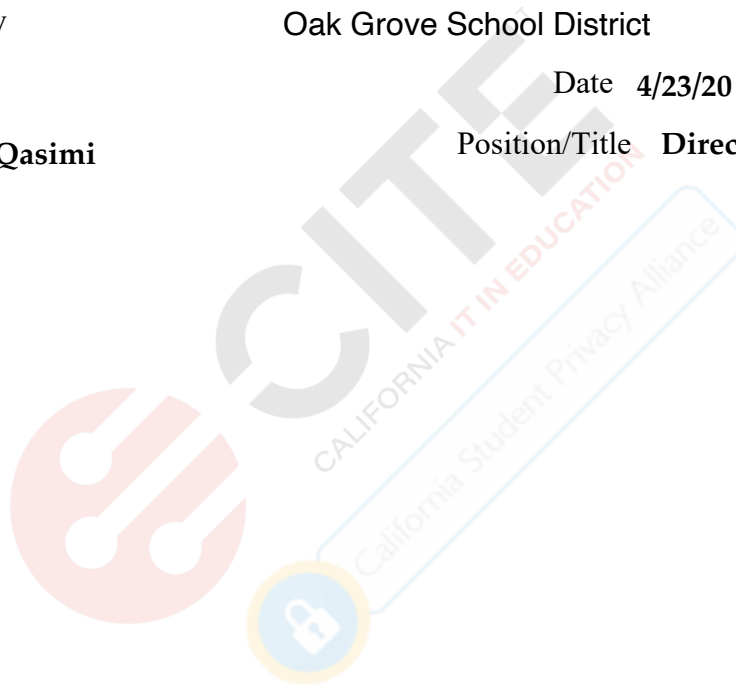 Oak Grove School District
Date 4/23/20
Qasimi Position/Title Direc
CITE
CALIFORNIA IT IN EDUCATION
California Student Privacy Alliance